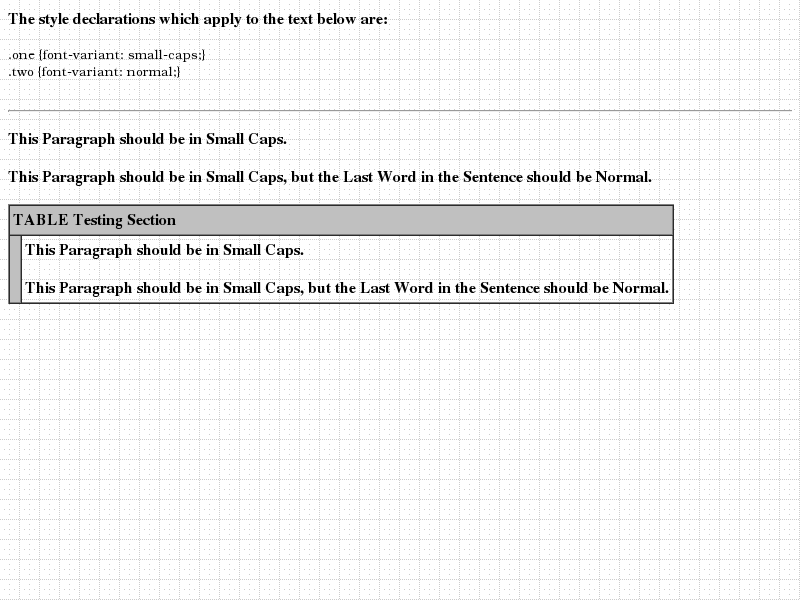 The style declarations which apply to the text below are:
.one {font-variant: small-caps;}
.two {font-variant: normal;}
This Paragraph should be in Small Caps.
This Paragraph should be in Small Caps, but the Last Word in the Sentence should be Normal.
TABLE Testing Section
This Paragraph should be in Small Caps.
This Paragraph should be in Small Caps, but the Last Word in the Sentence should be Normal.